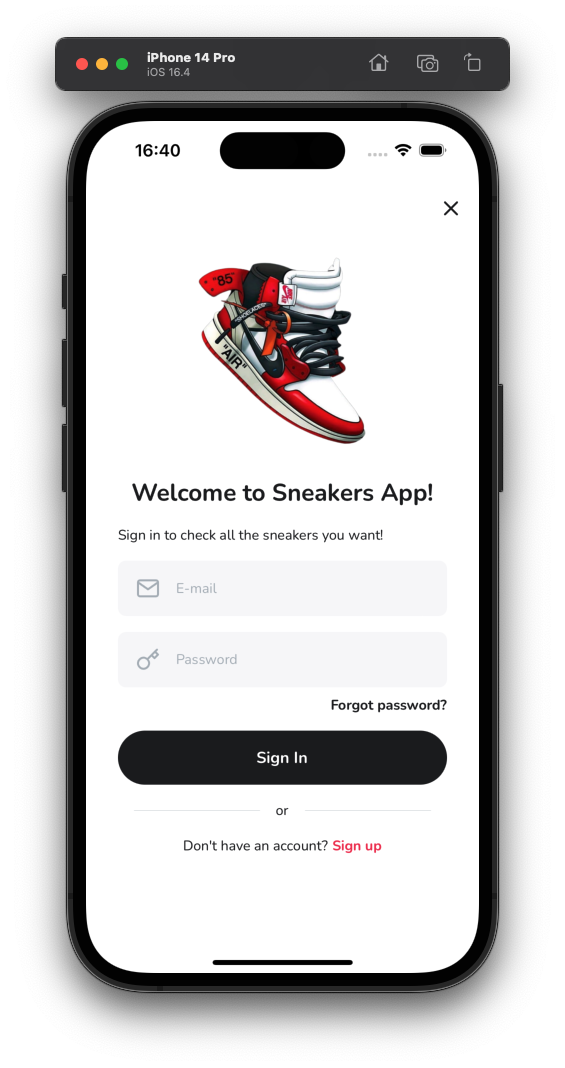 iPhone 14 Pro
iOS 16.4
16:40
"85"
"AIR"
Welcome to Sneakers App!
Sign in to check all the sneakers you want!
E-mail
Password
Forgot password?
Sign In
or
Don't have an account? Sign up